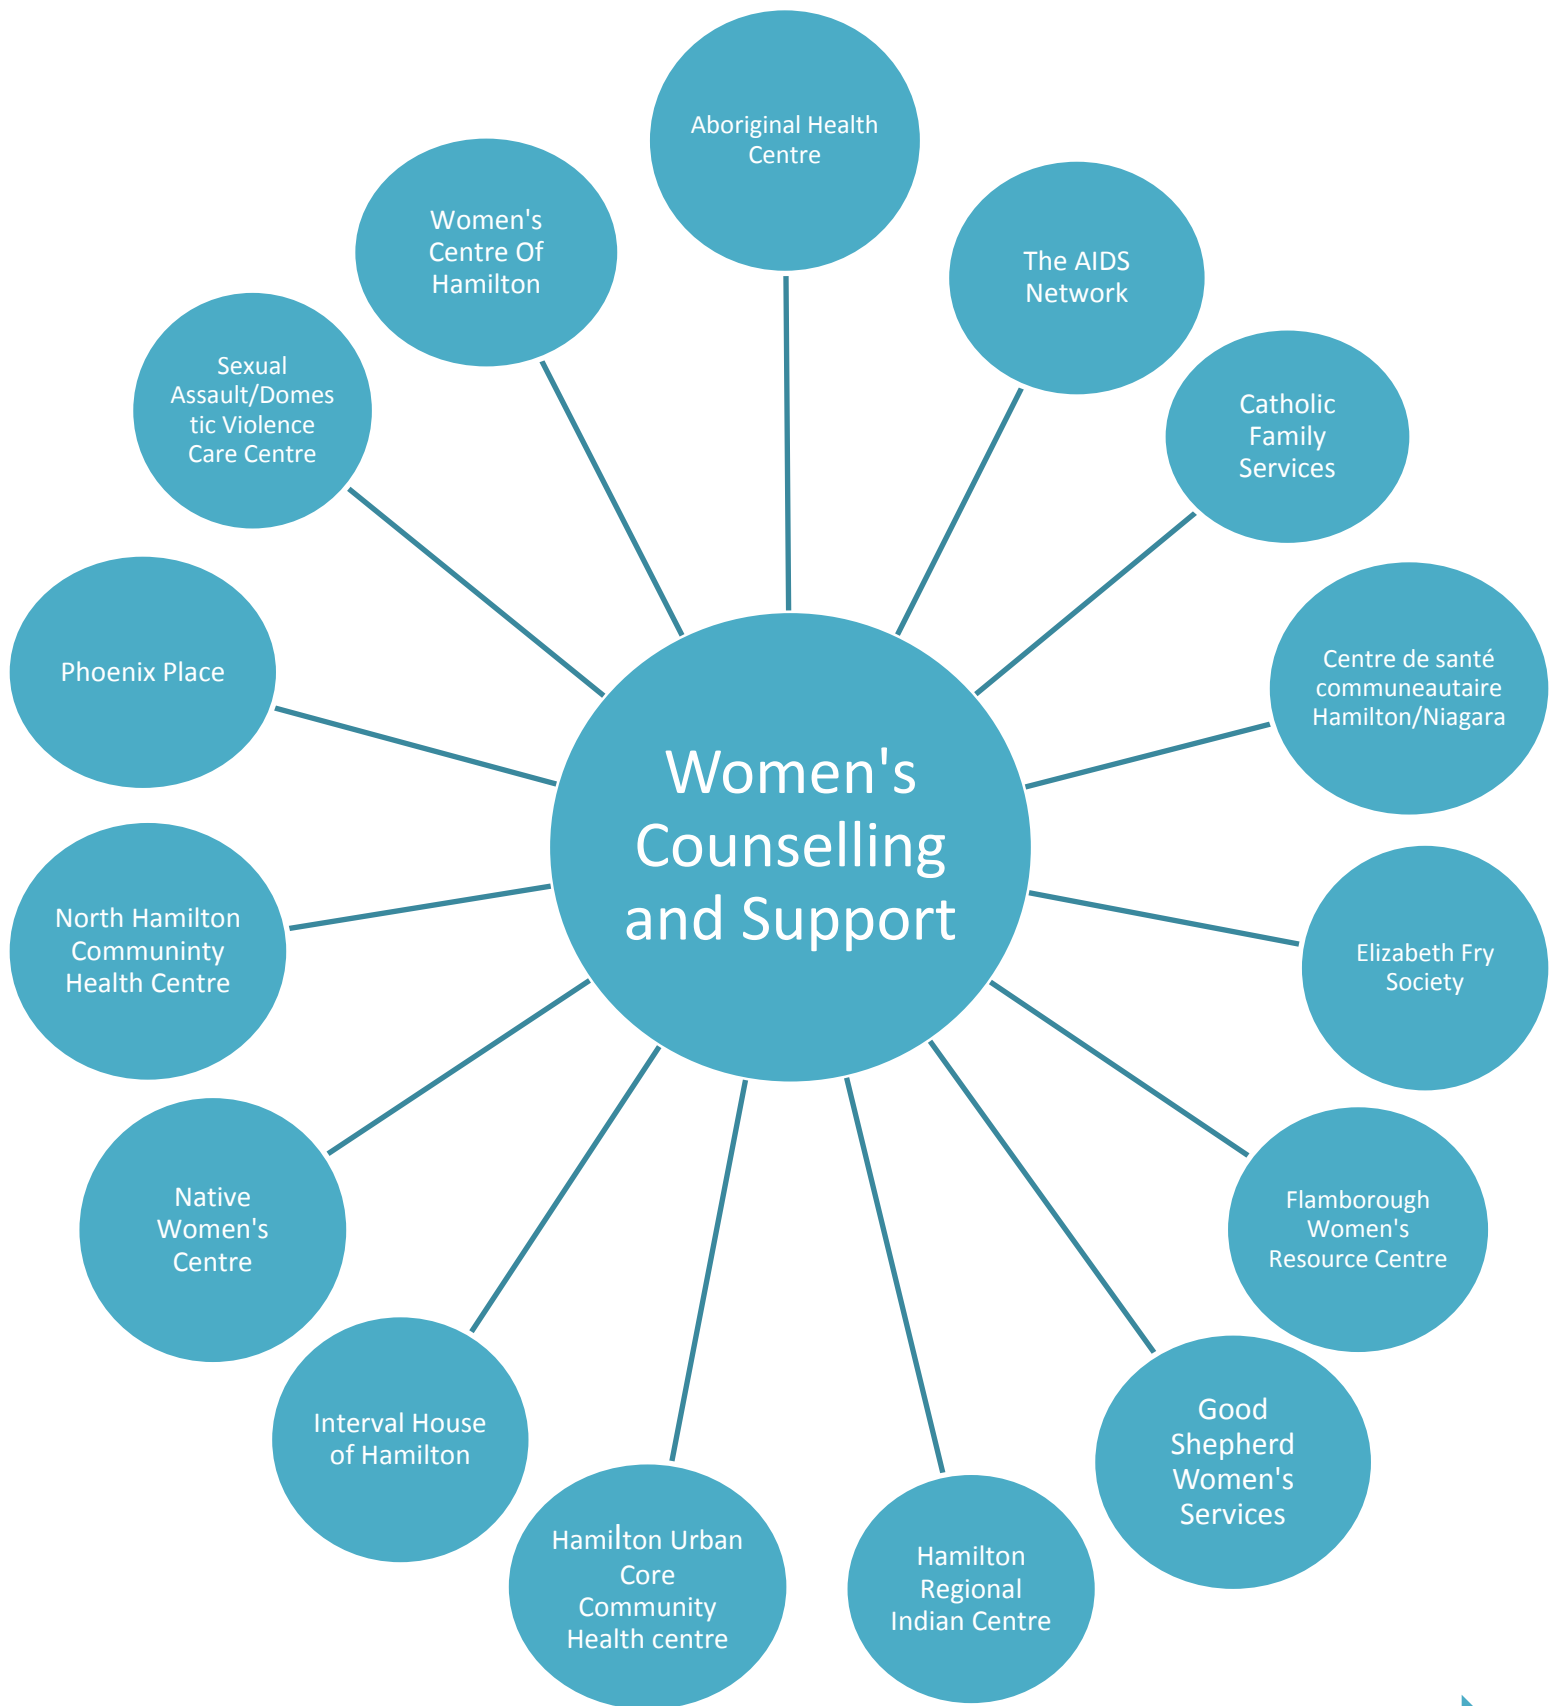 Aboriginal Health
Centre
The AIDS
Network
Catholic
Family
Services
Centre de santé
communeautaire
Hamilton/Niagara
Elizabeth Fry
Society
Flamborough
Women's
Resource Centre
Good
Shepherd
Women's
Services
Hamilton
Regional
Indian Centre
Hamilton Urban
Core
Community
Health centre
Interval House
of Hamilton
Native
Women's
Centre
North Hamilton
Communinty
Health Centre
Phoenix Place
Sexual
Assault/Domes
tic Violence
Care Centre
Women's
Centre Of
Hamilton
Women's
Counselling
and Support